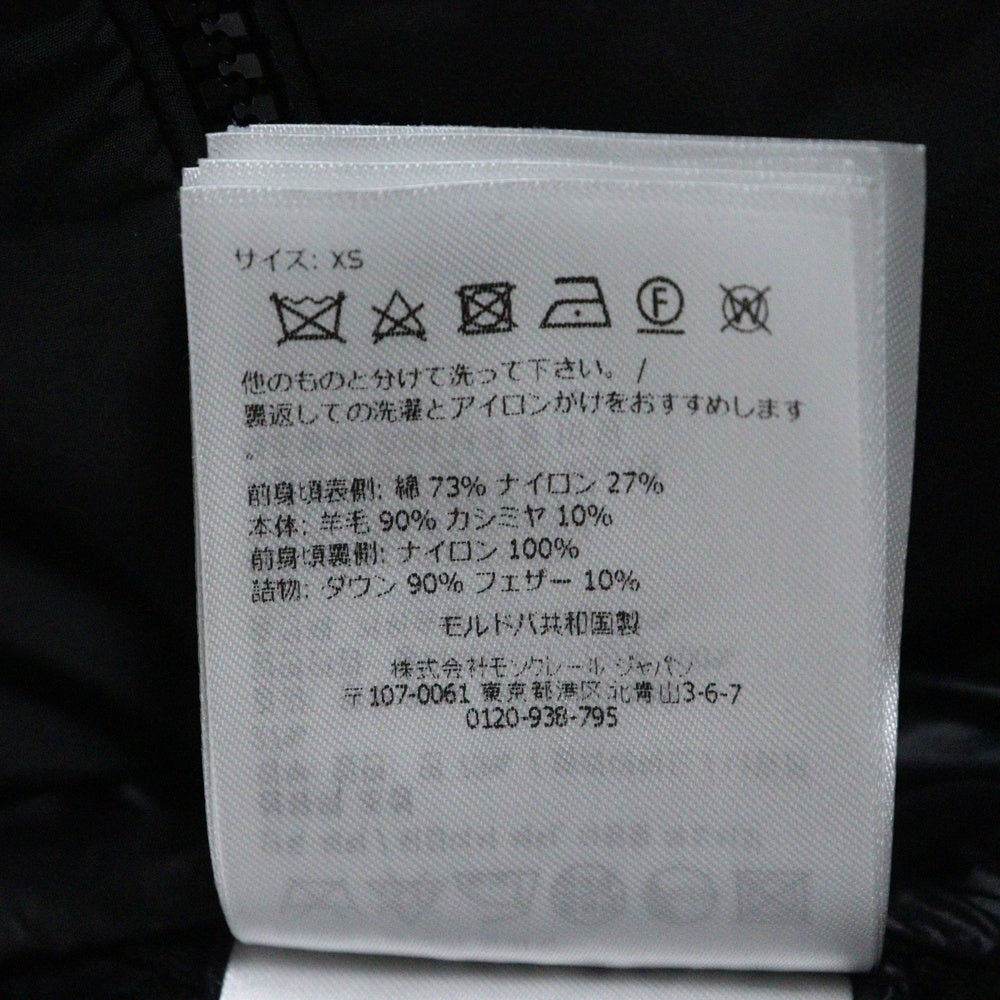 サイズ: XS
F W
他のものと分けて洗って下さい。 /
裏返しての洗濯とアイロンがけをおすすめします
。
前身頃表側: 綿 73% ナイロン 27%
本体: 羊毛 90% カシミヤ 10%
前身頃裏側: ナイロン 100%
詰物: ダウン 90% フェザー 10%
モルドバ共和国製
株式会社モンクレール ジャパン
〒107-0061 東京都港区北青山3-6-7
0120-938-795